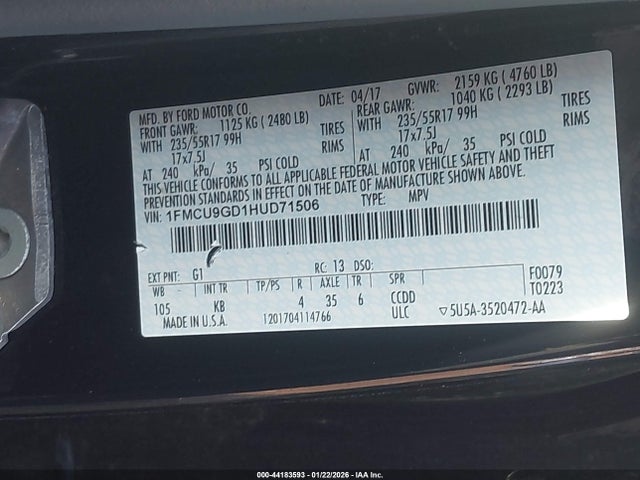 MFD. BY FORD MOTOR CO. DATE: 04/17 GVWR: 2159 KG ( 4760 LB)
FRONT GAWR: 1125 KG ( 2480 LB) REAR GAWR: 1040 KG ( 2293 LB)
WITH 235/55R17 99H TIRES WITH 235/55R17 99H TIRES
17x7.5J RIMS 17x7.5J RIMS
AT 240 kPa/ 35 PSI COLD AT 240 kPa/ 35 PSI COLD
THIS VEHICLE CONFORMS TO ALL APPLICABLE FEDERAL MOTOR VEHICLE SAFETY AND THEFT
PREVENTION STANDARDS IN EFFECT ON THE DATE OF MANUFACTURE SHOWN ABOVE.
VIN: 1FMCU9GD1HUD71506 TYPE: MPV
EXT PNT: G1 RC: 13 DSO: F0079
WB INT TR TP/PS R AXLE TR SPR T0223
105 KB 4 35 6 CCDD
MADE IN U.S.A. 1201704114766 ULC ▽5U5A-3520472-AA
000-44183593 - 01/22/2026 - IAA Inc.